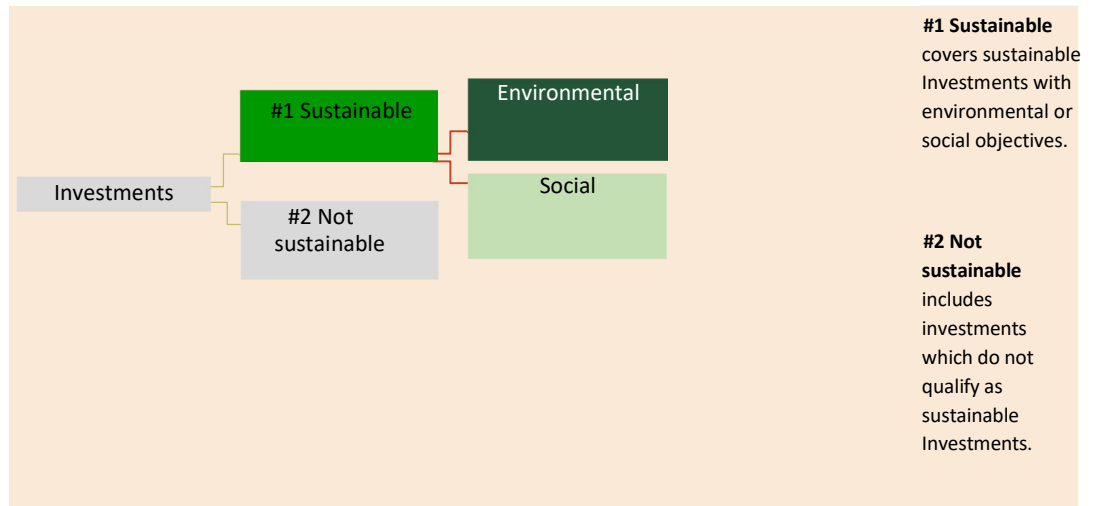 Investments
#1 Sustainable
#2 Not
sustainable
Environmental
Social
#1 Sustainable
covers sustainable
Investments with
environmental or
social objectives.
#2 Not
sustainable
includes
investments
which do not
qualify as
sustainable
Investments.